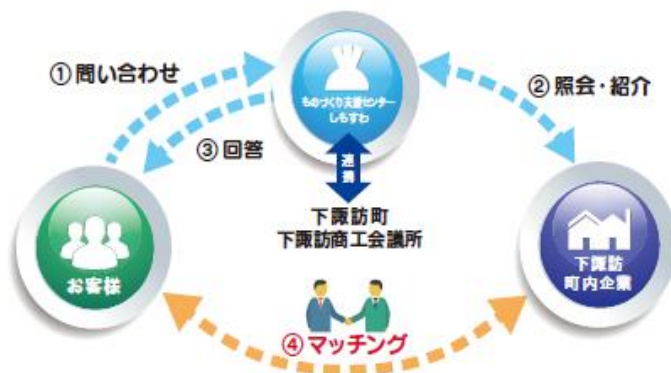 ① 問い合わせ
ものづくり支援センター
しもすわ
② 照会・紹介
③ 回答
連携
下諏訪町
下諏訪商工会議所
お客様
下諏訪
町内企業
④ マッチング